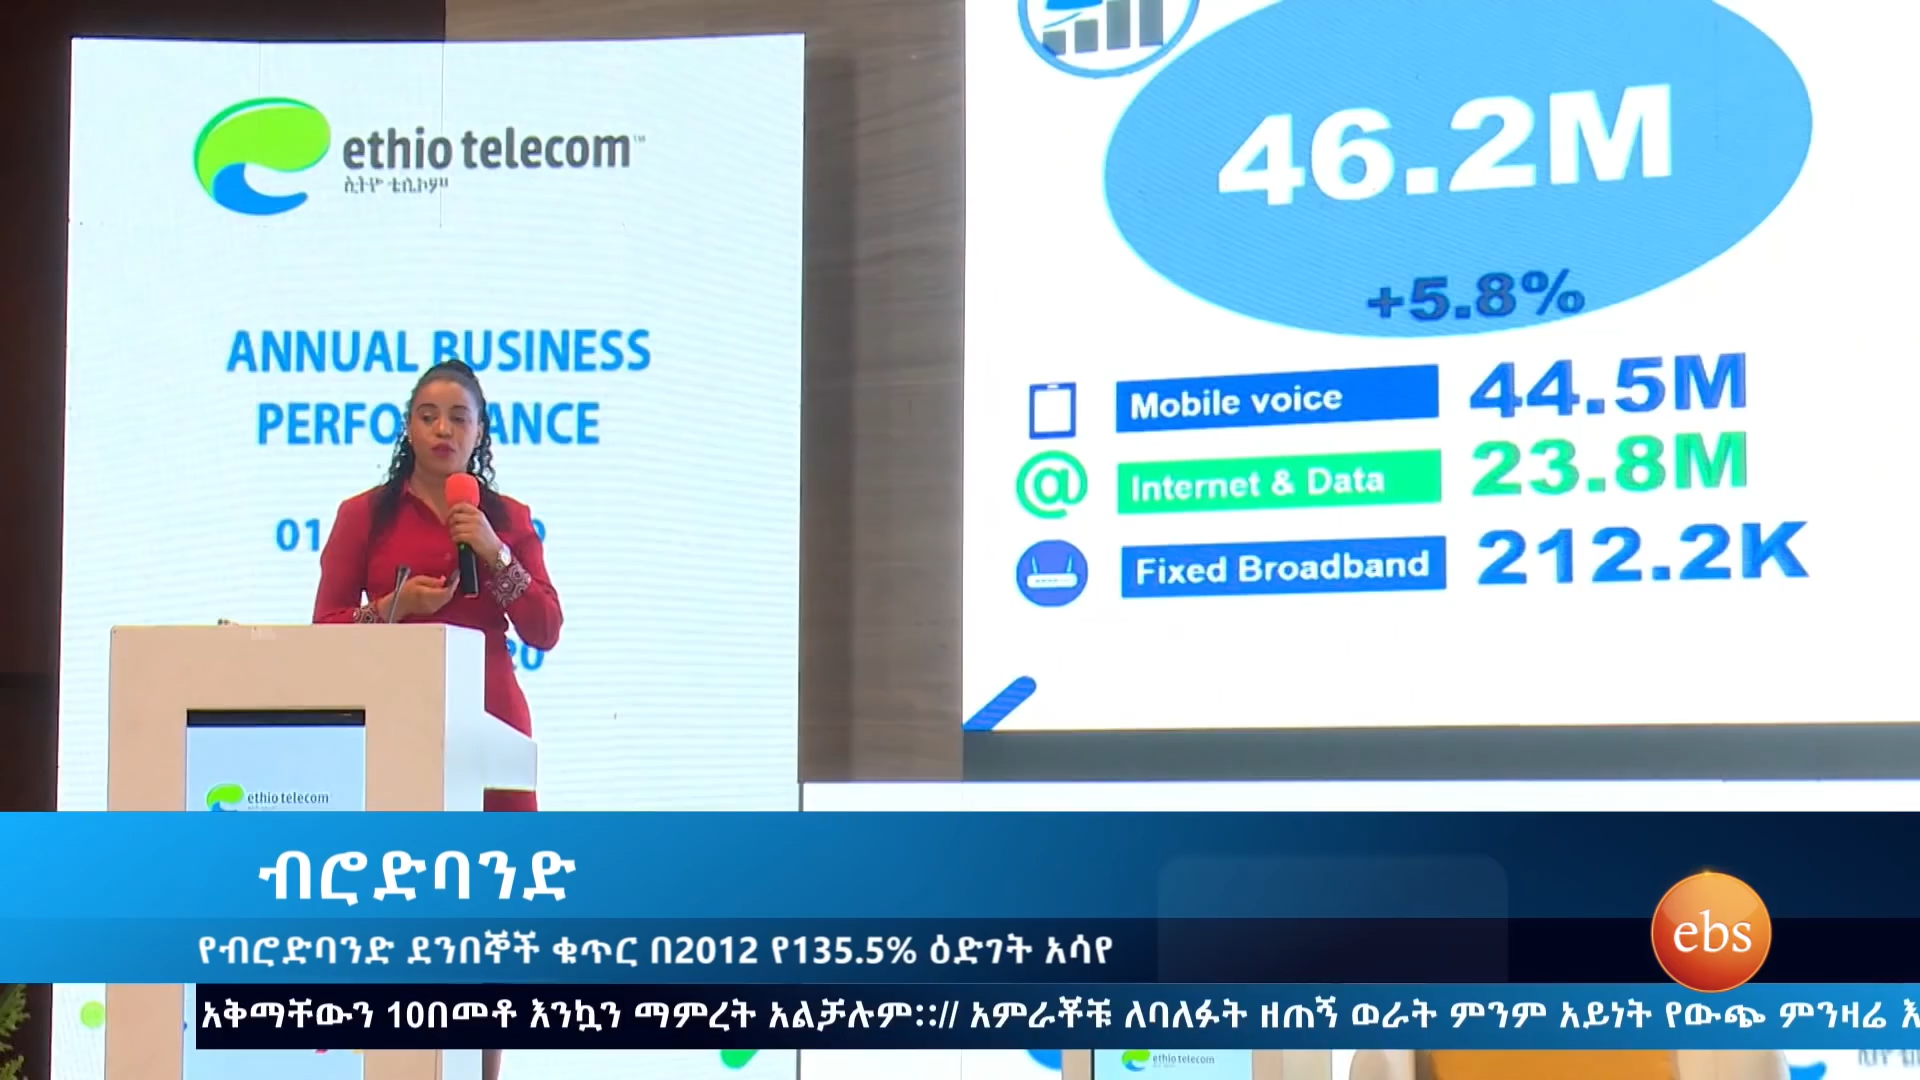 ethio telecom™
ኢትዮ ቴሌኮም
ANNUAL BUSINESS
46.2M
+5.8%
Mobile voice 44.5M
Internet & Data 23.8M
Fixed Broadband 212.2K
ethio telecom
ብሮድባንድ
የብሮድባንድ ደንበኞች ቁጥር በ2012 የ135.5% ዕድገት አሳየ
ebs
አቅማቸውን 10በመቶ እንኳን ማምረት አልቻሉም::// አምራቾቹ ለባለፉት ዘጠኝ ወራት ምንም አይነት የውጭ ምንዛሬ
ethio telecom